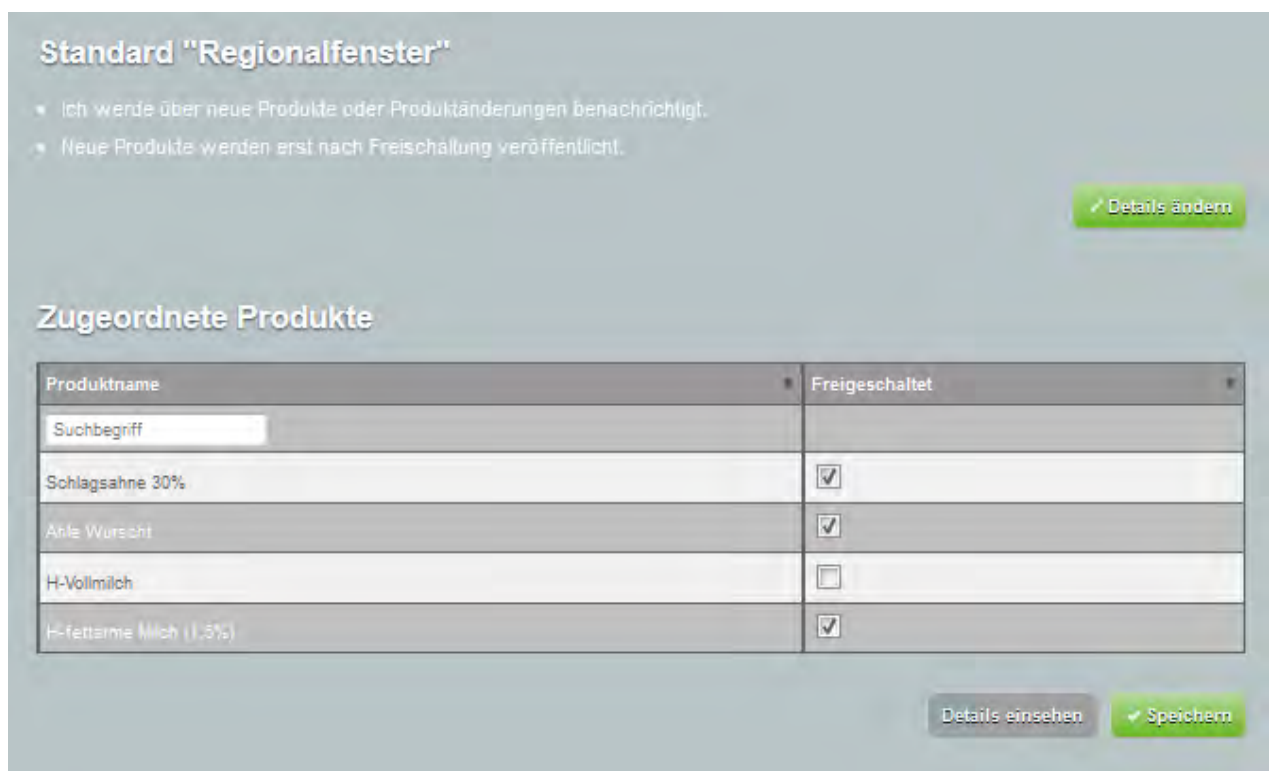 Standard "Regionalfenster"
Ich werde über neue Produkte oder Produktänderungen benachrichtigt.
Neue Produkte werden erst nach Freischaltung veröffentlicht.
Details ändern
Zugeordnete Produkte
Produktname Freigeschaltet
Suchbegriff
Schlagsahne 30%
Ahle Wurscht
H-Vollmilch
H-fettarme Milch (1,5%)
Details einsehen Speichern